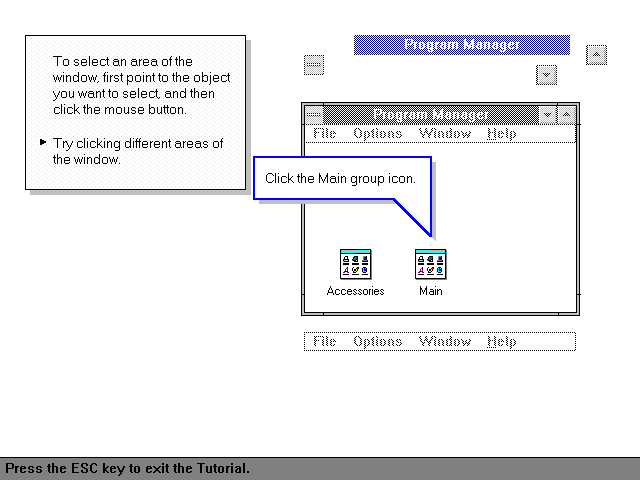 To select an area of the
window, first point to the object
you want to select, and then
click the mouse button.
Try clicking different areas of
the window.
Program Manager
Program Manager
File Options Window Help
Click the Main group icon.
Accessories Main
File Options Window Help
Press the ESC key to exit the Tutorial.